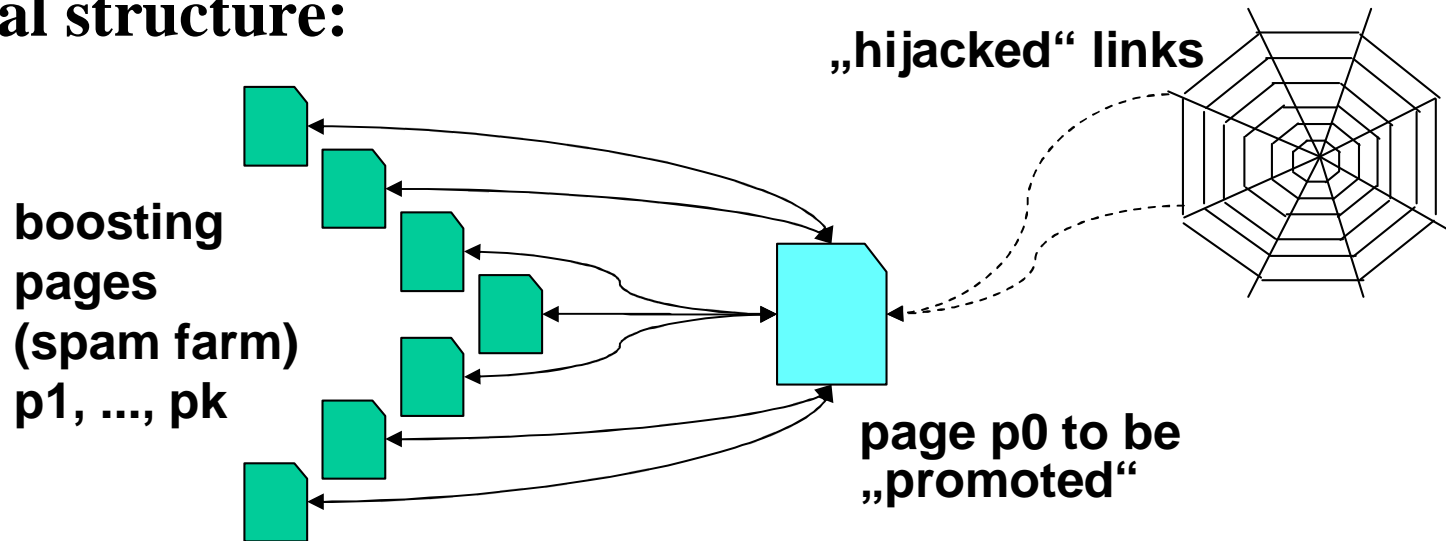 al structure:
„hijacked“ links
boosting
pages
(spam farm)
p1, ..., pk
page p0 to be
„promoted“